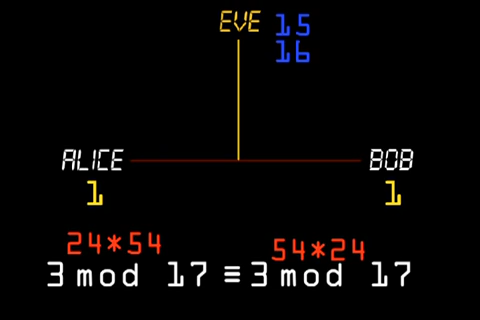 EVE 15
16
ALICE BOB
1 1
24*54 54*24
3 mod 17 ≡ 3 mod 17